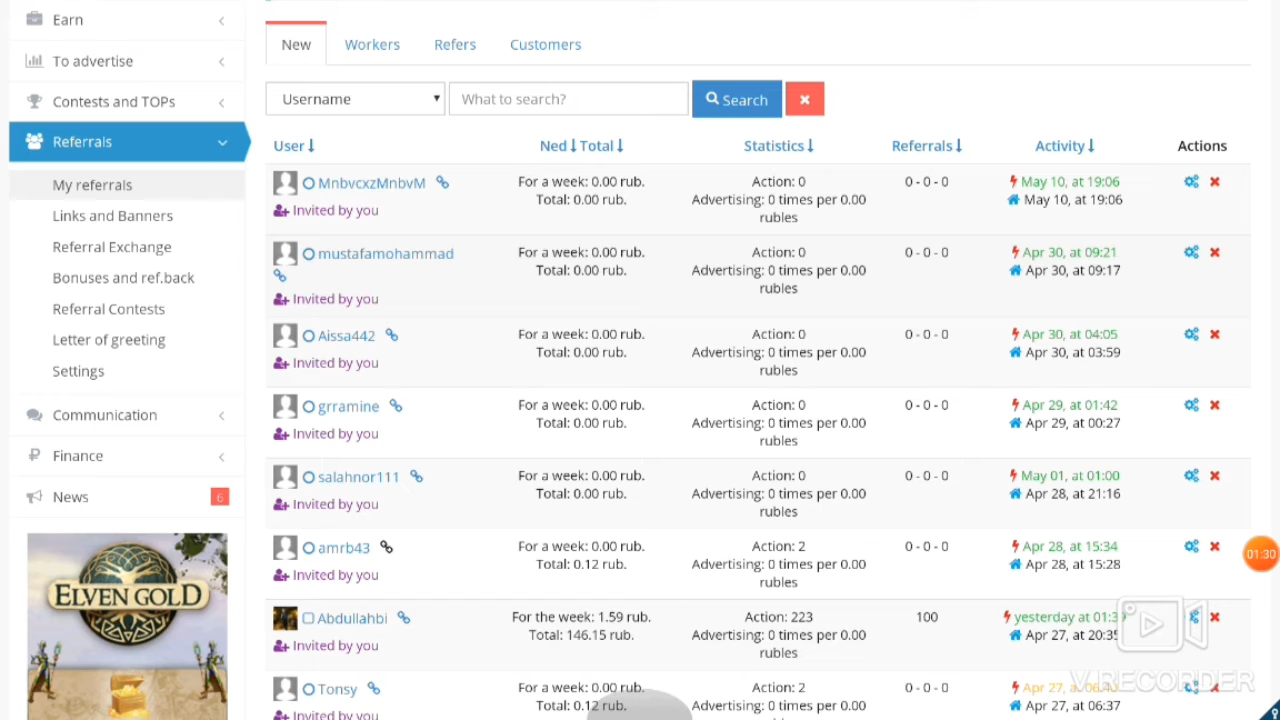 Earn
To advertise
Contests and TOPs
Referrals
My referrals
Links and Banners
Referral Exchange
Bonuses and ref.back
Referral Contests
Letter of greeting
Settings
Communication
Finance
News 6
ELVEN GOLD
New Workers Refers Customers
Username What to search? Search
User Ned Total Statistics Referrals Activity Actions
MnbvcxzMnbvM For a week: 0.00 rub. Action: 0 0 - 0 - 0 May 10, at 19:06
Total: 0.00 rub. Advertising: 0 times per 0.00 May 10, at 19:06
Invited by you rubles
mustafamohammad For a week: 0.00 rub. Action: 0 0 - 0 - 0 Apr 30, at 09:21
Total: 0.00 rub. Advertising: 0 times per 0.00 Apr 30, at 09:17
Invited by you rubles
Aissa442 For a week: 0.00 rub. Action: 0 0 - 0 - 0 Apr 30, at 04:05
Total: 0.00 rub. Advertising: 0 times per 0.00 Apr 30, at 03:59
Invited by you rubles
grramine For a week: 0.00 rub. Action: 0 0 - 0 - 0 Apr 29, at 01:42
Total: 0.00 rub. Advertising: 0 times per 0.00 Apr 29, at 00:27
Invited by you rubles
salahnor111 For a week: 0.00 rub. Action: 0 0 - 0 - 0 May 01, at 01:00
Total: 0.00 rub. Advertising: 0 times per 0.00 Apr 28, at 21:16
Invited by you rubles
amrb43 For a week: 0.00 rub. Action: 2 0 - 0 - 0 Apr 28, at 15:34
Total: 0.12 rub. Advertising: 0 times per 0.00 Apr 28, at 15:28
Invited by you rubles
01:30
Abdullahbi For the week: 1.59 rub. Action: 223 100 yesterday at
Total: 146.15 rub. Advertising: 0 times per 0.00 Apr 27, at
Invited by you rubles
V.RECORDER
Tonsy For a week: 0.00 rub. Action: 2 0 - 0 - 0 Apr 27, at
Total: 0.12 rub. Advertising: 0 times per 0.00 Apr 27, at 06:37
Invited by you